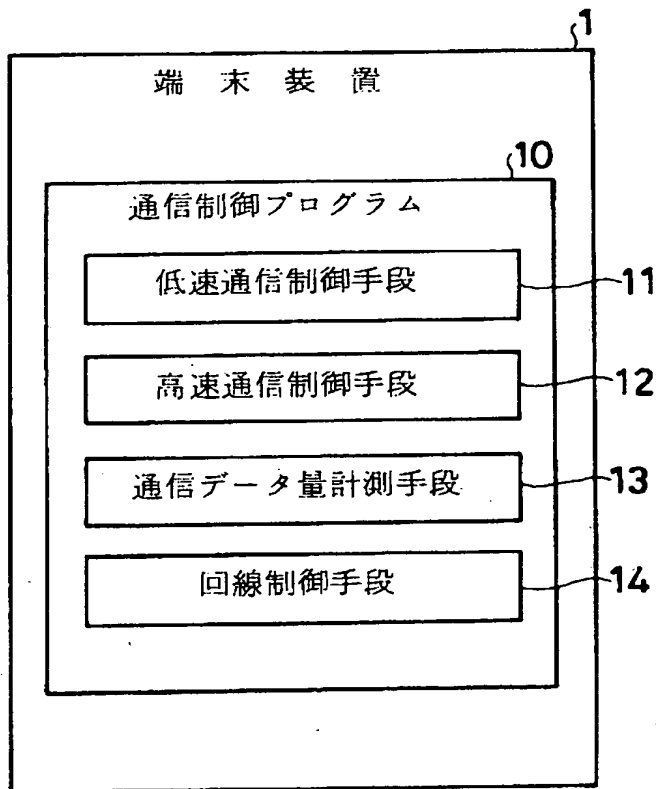 1
端末装置
10
通信制御プログラム
低速通信制御手段 11
高速通信制御手段 12
通信データ量計測手段 13
回線制御手段 14